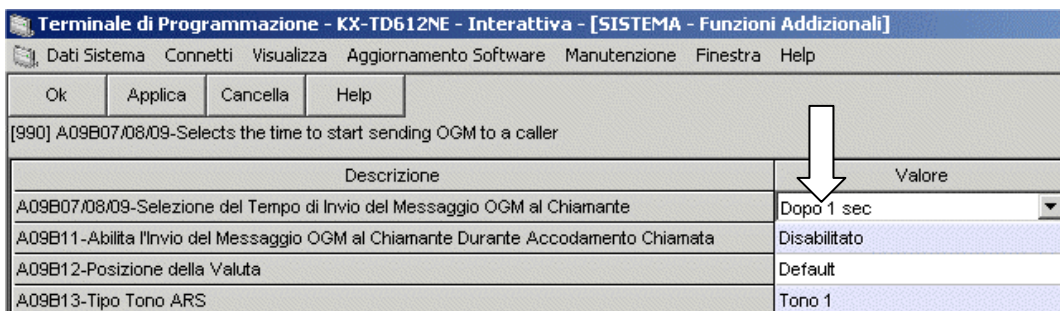 Terminale di Programmazione - KX-TD612NE - Interattiva - [SISTEMA - Funzioni Addizionali]
Dati Sistema Connetti Visualizza Aggiornamento Software Manutenzione Finestra Help
Ok Applica Cancella Help
[990] A09B07/08/09-Selects the time to start sending OGM to a caller
Descrizione Valore
A09B07/08/09-Selezione del Tempo di Invio del Messaggio OGM al Chiamante Dopo 1 sec
A09B11-Abilita l'Invio del Messaggio OGM al Chiamante Durante Accodamento Chiamata Disabilitato
A09B12-Posizione della Valuta Default
A09B13-Tipo Tono ARS Tono 1